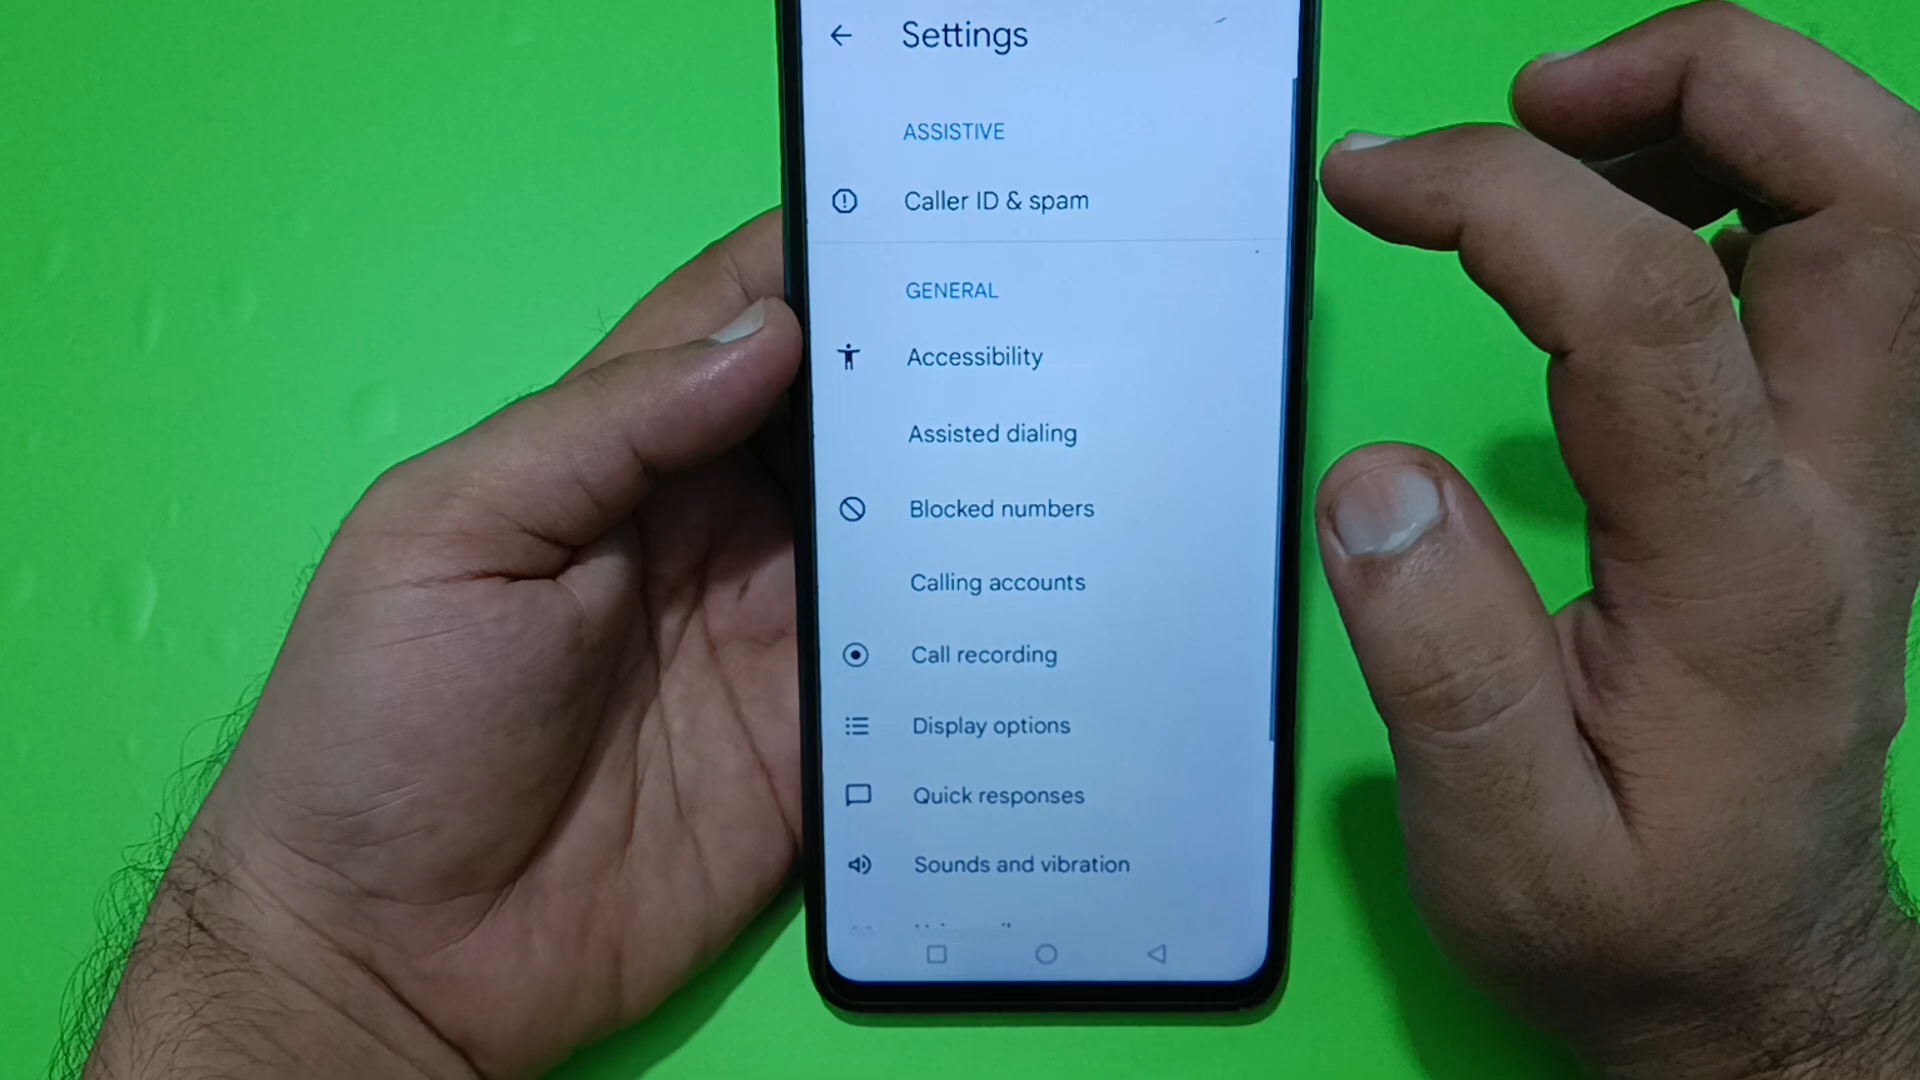 Settings
ASSISTIVE
Caller ID & spam
GENERAL
Accessibility
Assisted dialing
Blocked numbers
Calling accounts
Call recording
Display options
Quick responses
Sounds and vibration